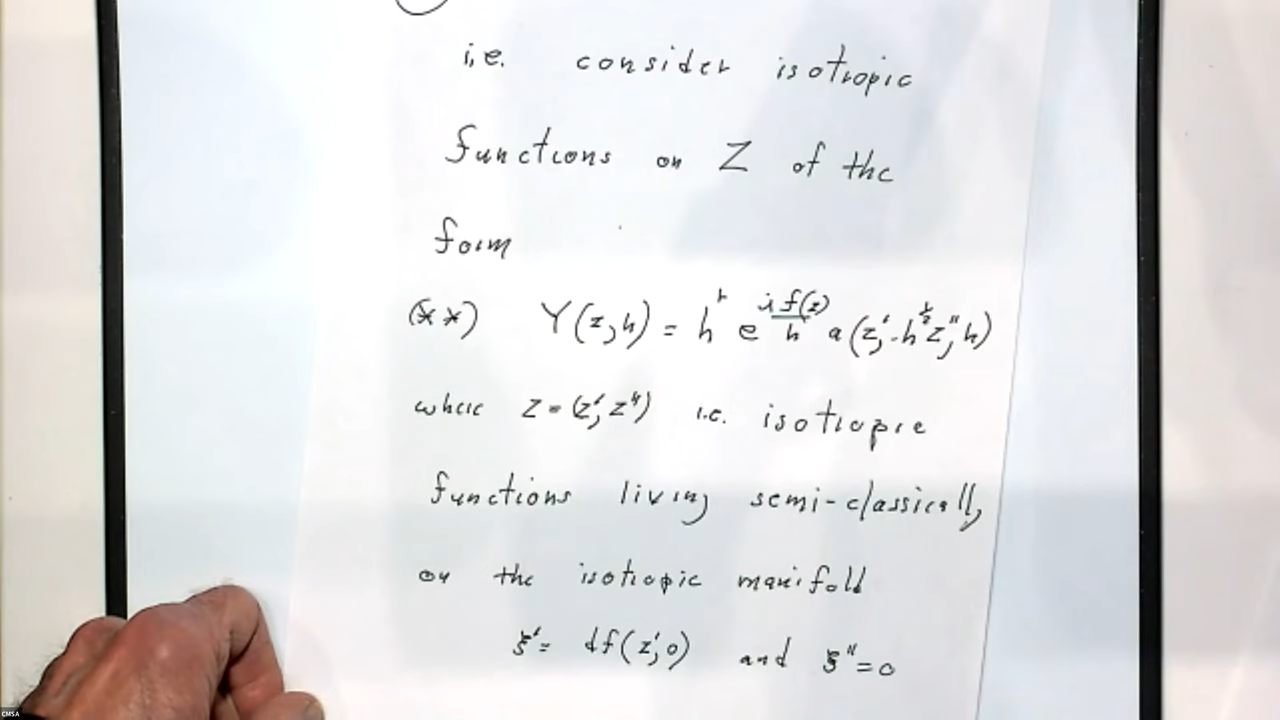 i.e. consider isotropic
functions on Z of the
form
(**) Υ(z,h) = h^r e^{i f(z)/h} a(z', h^{-1/2} z'', h)
where z = (z', z'') i.e. isotropic
functions living semi-classically
on the isotropic manifold
ξ' = df(z',0) and ξ'' = 0
CMSA